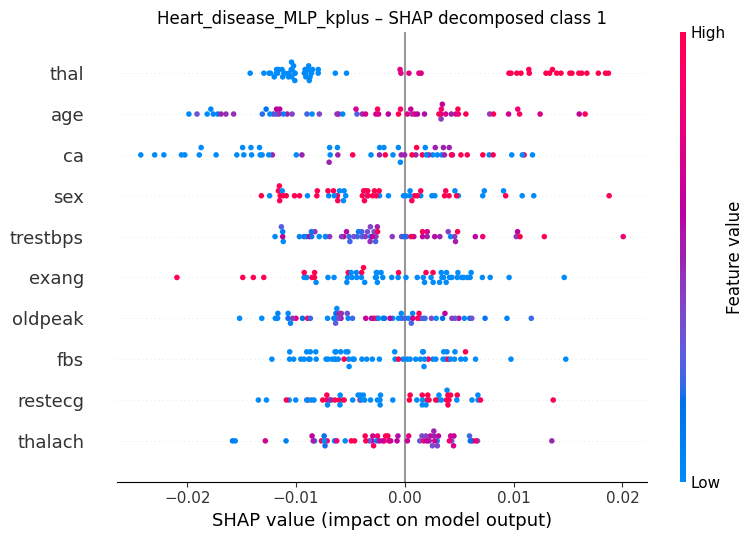 Heart_disease_MLP_kplus – SHAP decomposed class 1
High
thal
age
ca
sex
trestbps
exang
oldpeak
fbs
restecg
thalach
Feature value
Low
−0.02
−0.01
0.00
0.01
0.02
SHAP value (impact on model output)